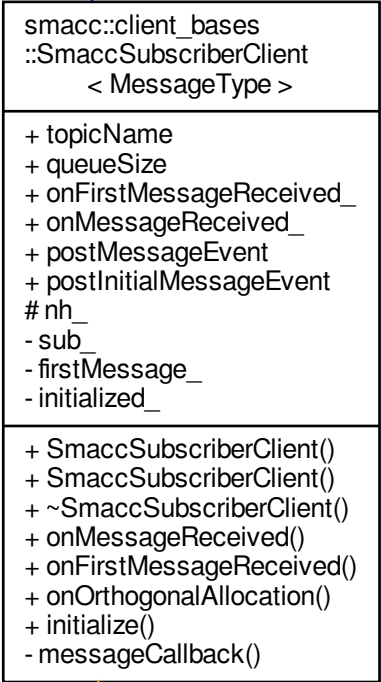 smacc::client_bases
::SmaccSubscriberClient
< MessageType >
+ topicName
+ queueSize
+ onFirstMessageReceived_
+ onMessageReceived_
+ postMessageEvent
+ postInitialMessageEvent
# nh_
- sub_
- firstMessage_
- initialized_
+ SmaccSubscriberClient()
+ SmaccSubscriberClient()
+ ~SmaccSubscriberClient()
+ onMessageReceived()
+ onFirstMessageReceived()
+ onOrthogonalAllocation()
+ initialize()
- messageCallback()